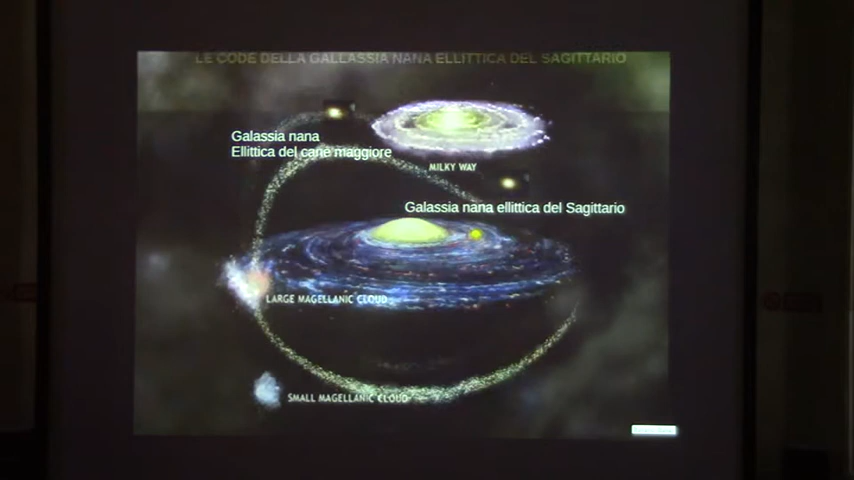 LE CODE DELLA GALLASSIA NANA ELLITTICA DEL SAGITTARIO
Galassia nana
Ellittica del cane maggiore
MILKY WAY
Galassia nana ellittica del Sagittario
LARGE MAGELLANIC CLOUD
SMALL MAGELLANIC CLOUD